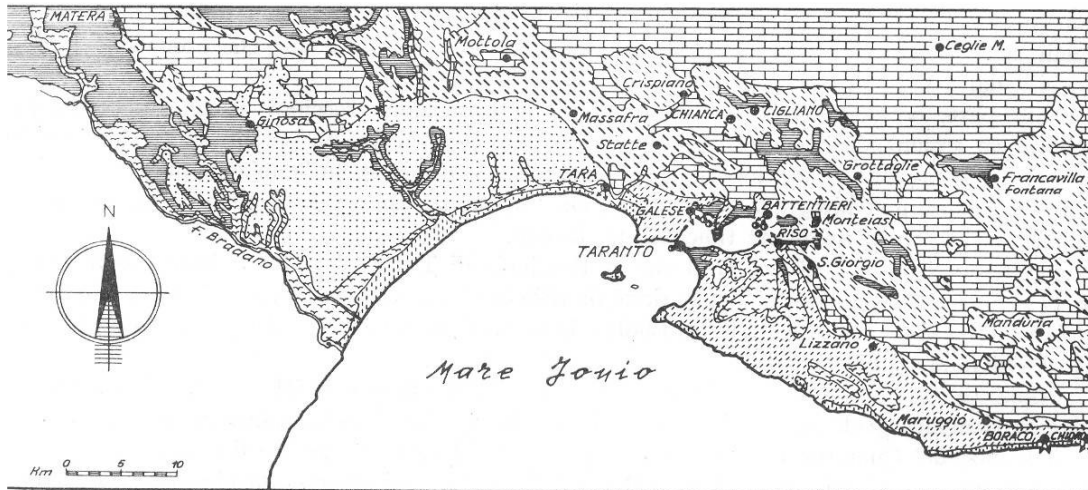 MATERA
Mottola
Ceglie M.
Crispiano
CHIANCA
CIGLIANO
Ginosa
Massafra
Statte
Grottaglie
Francavilla
Fontana
TARA
GALESE
BATTENTIERI
Monteiasi
RISO
TARANTO
S. Giorgio
F. Bradano
N
Lizzano
Manduria
Mare Jonio
Maruggio
BORACO
Km 0 5 10